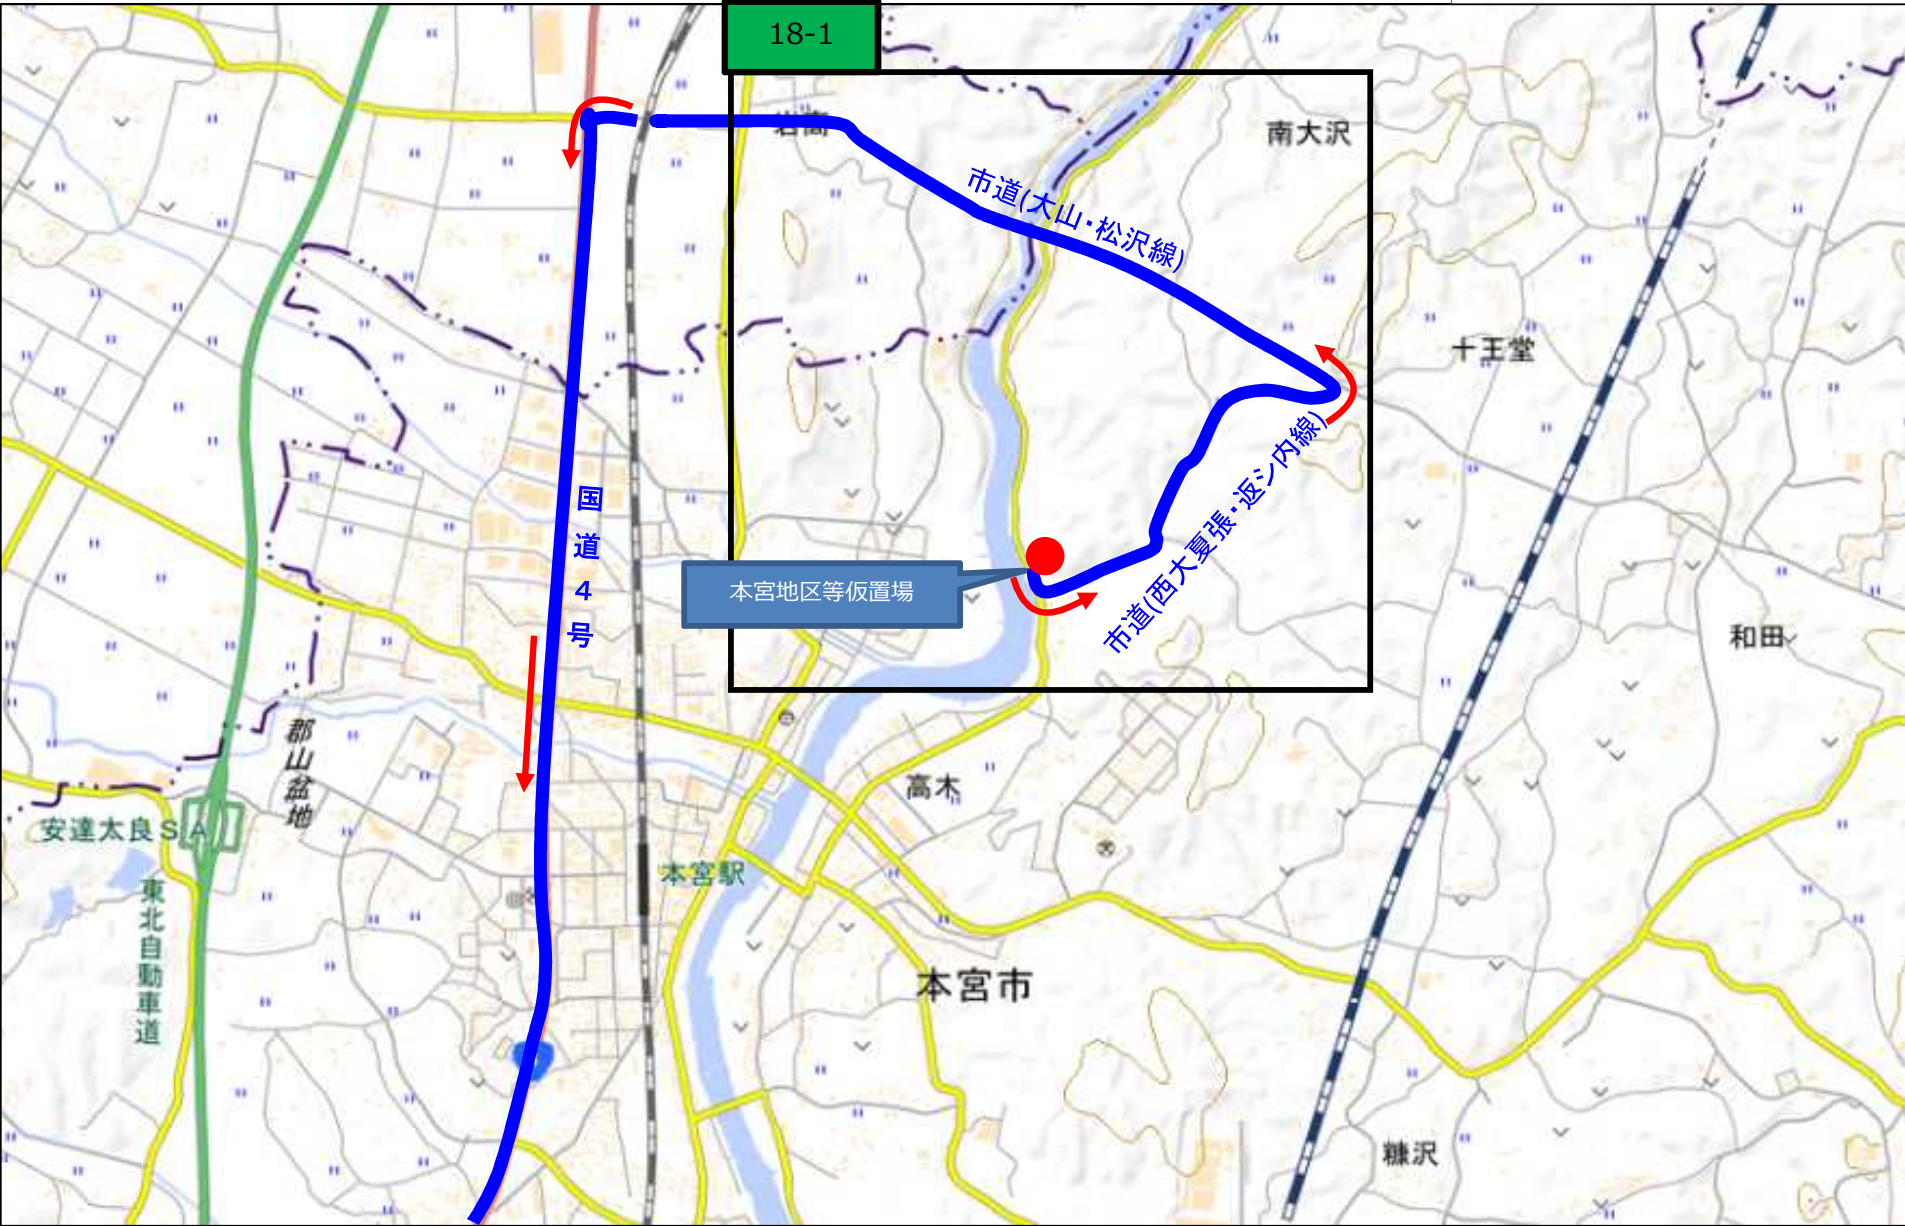 18-1
岩高
南大沢
市道(大山・松沢線)
十王堂
市道(西大夏張・返シ内線)
国道4号
本宮地区等仮置場
和田
郡山盆地
高木
安達太良SA
本宮駅
東北自動車道
本宮市
糠沢